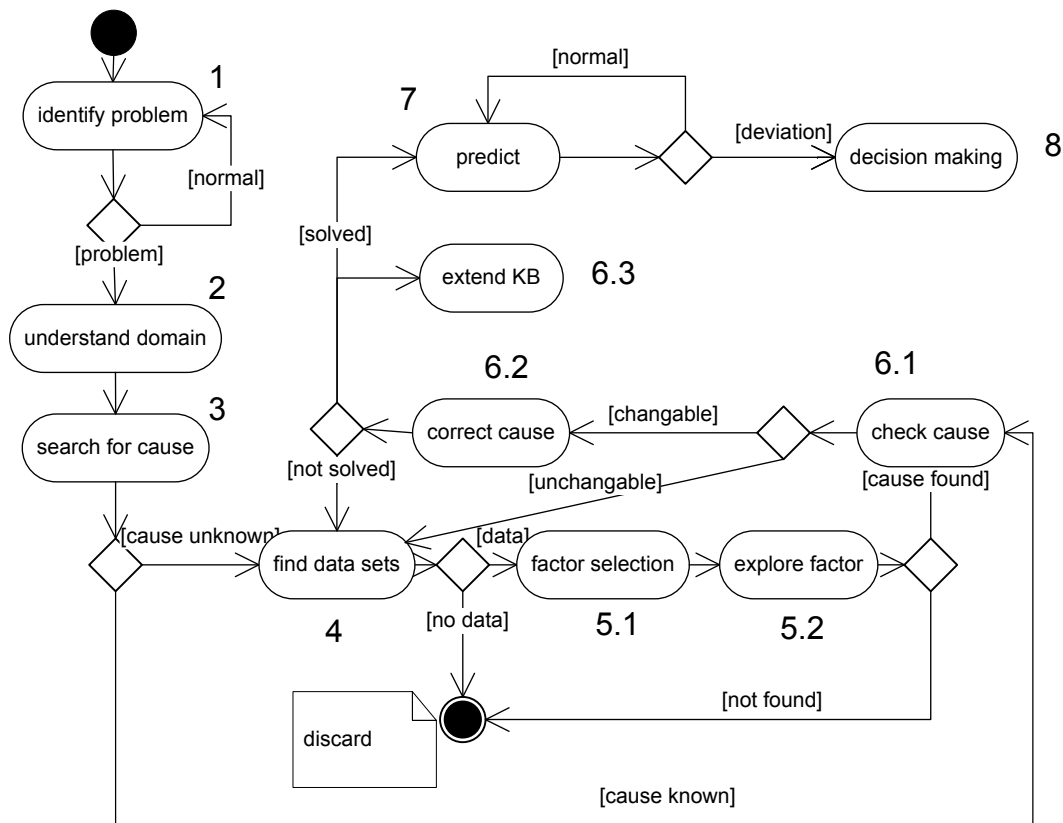 1
identify problem
[normal]
[problem]
2
understand domain
3
search for cause
[normal]
7
predict
[deviation]
decision making
8
[solved]
extend KB
6.3
6.2
6.1
[changable]
correct cause
check cause
[not solved]
[unchangable]
[cause found]
[cause unknown]
find data sets
[data]
factor selection
explore factor
4
[no data]
5.1
5.2
[not found]
discard
[cause known]